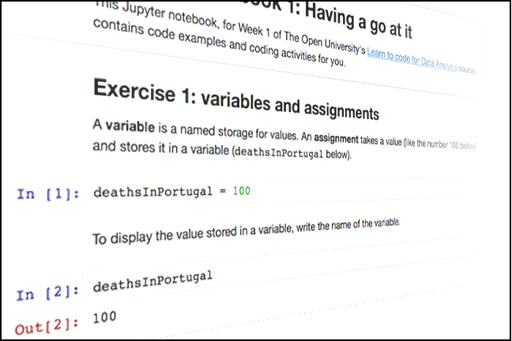 1: Having a go at it
This Jupyter notebook, for Week 1 of The Open University's Learn to code for Data Analysis course,
contains code examples and coding activities for you.
Exercise 1: variables and assignments
A variable is a named storage for values. An assignment takes a value (like the number 100 below)
and stores it in a variable (deathsInPortugal below).
In [1]: deathsInPortugal = 100
To display the value stored in a variable, write the name of the variable.
In [2]: deathsInPortugal
Out[2]: 100